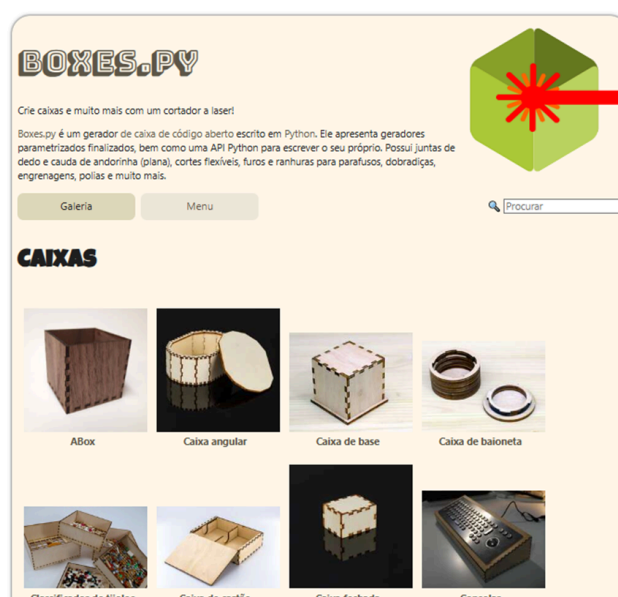 BOXES.PY
Crie caixas e muito mais com um cortador a laser!
Boxes.py é um gerador de caixa de código aberto escrito em Python. Ele apresenta geradores
parametrizados finalizados, bem como uma API Python para escrever o seu próprio. Possui juntas de
dedo e cauda de andorinha (plana), cortes flexíveis, furos e ranhuras para parafusos, dobradiças,
engrenagens, polias e muito mais.
Galeria Menu Procurar
CAIXAS
ABox Caixa angular Caixa de base Caixa de baioneta